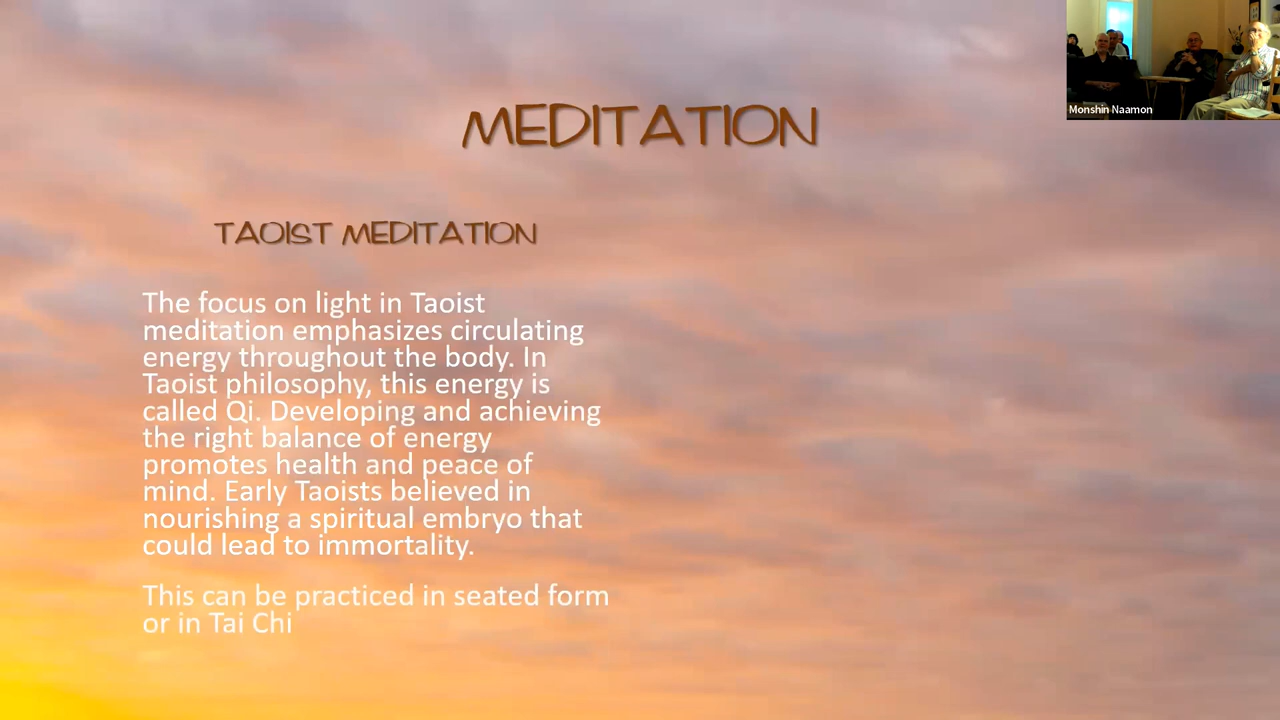 MEDITATION
Monshin Naamon
TAOIST MEDITATION
The focus on light in Taoist
meditation emphasizes circulating
energy throughout the body. In
Taoist philosophy, this energy is
called Qi. Developing and achieving
the right balance of energy
promotes health and peace of
mind. Early Taoists believed in
nourishing a spiritual embryo that
could lead to immortality.
This can be practiced in seated form
or in Tai Chi